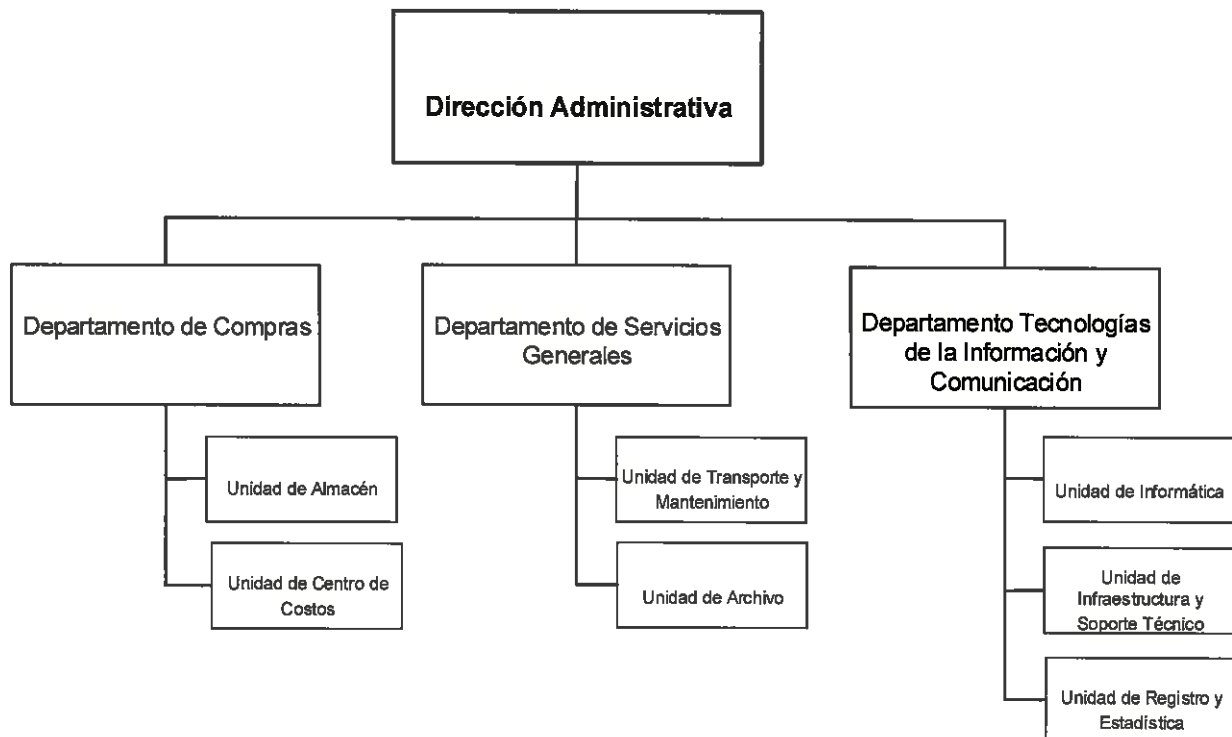 Dirección Administrativa
Departamento de Compras
Departamento de Servicios
Generales
Departamento Tecnologías
de la Información y
Comunicación
Unidad de Almacén
Unidad de Centro de
Costos
Unidad de Transporte y
Mantenimiento
Unidad de Archivo
Unidad de Informática
Unidad de
Infraestructura y
Soporte Técnico
Unidad de Registro y
Estadística